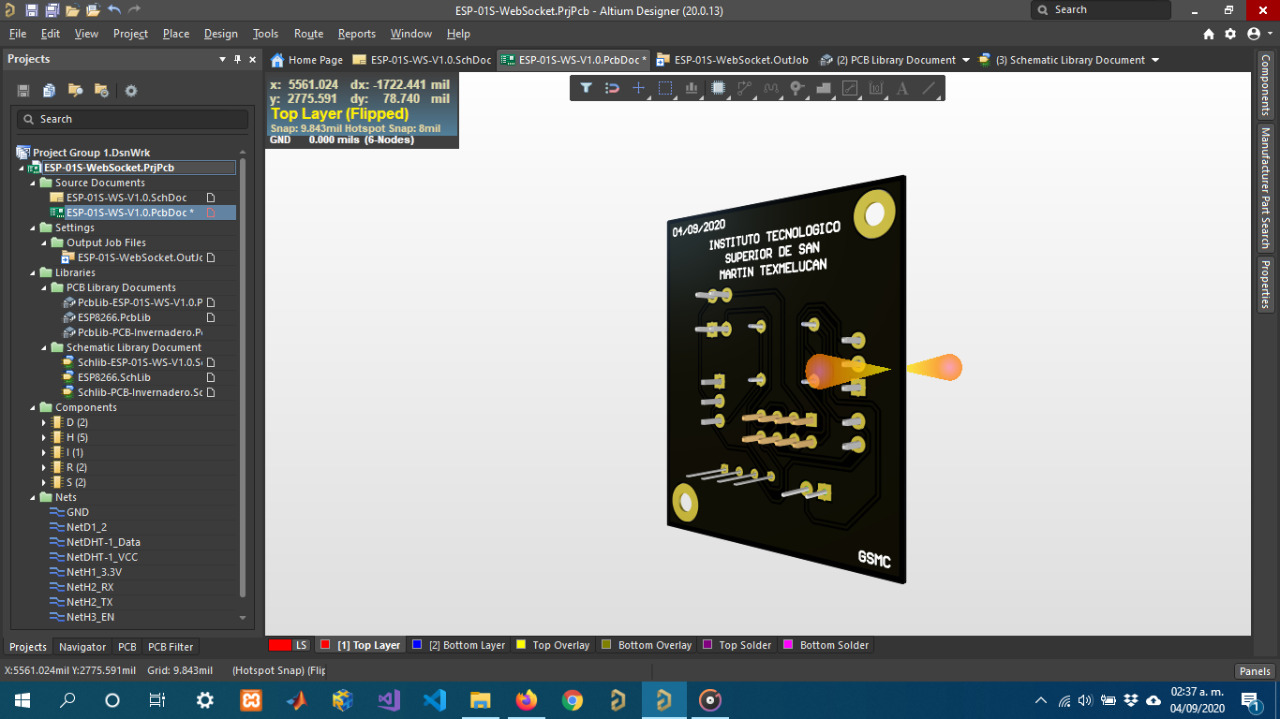 ESP-01S-WebSocket.PrjPcb - Altium Designer (20.0.13)
Search
File Edit View Project Place Design Tools Route Reports Window Help
Projects
Home Page ESP-01S-WS-V1.0.SchDoc ESP-01S-WS-V1.0.PcbDoc * ESP-01S-WebSocket.OutJob (2) PCB Library Document (3) Schematic Library Document
x: 5561.024 dx: -1722.441 mil
y: 2775.591 dy: 78.740 mil
Top Layer (Flipped)
Snap: 9.843mil Hotspot Snap: 8mil
GND 0.000 mils (6-Nodes)
Search
Project Group 1.DsnWrk
ESP-01S-WebSocket.PrjPcb
Source Documents
ESP-01S-WS-V1.0.SchDoc
ESP-01S-WS-V1.0.PcbDoc *
Settings
Output Job Files
ESP-01S-WebSocket.OutJo
Libraries
PCB Library Documents
PcbLib-ESP-01S-WS-V1.0.P
ESP8266.PcbLib
PcbLib-PCB-Invernadero.Pc
Schematic Library Document
Schlib-ESP-01S-WS-V1.0.Sc
ESP8266.SchLib
Schlib-PCB-Invernadero.Sc
Components
D (2)
H (5)
I (1)
R (2)
S (2)
Nets
GND
NetD1_2
NetDHT-1_Data
NetDHT-1_VCC
NetH1_3.3V
NetH2_RX
NetH2_TX
NetH3_EN
04/09/2020
INSTITUTO TECNOLOGICO
SUPERIOR DE SAN
MARTIN TEXMELUCAN
GSMC
Components
Manufacturer Part Search
Properties
Projects Navigator PCB PCB Filter
LS [1] Top Layer [2] Bottom Layer Top Overlay Bottom Overlay Top Solder Bottom Solder
X:5561.024mil Y:2775.591mil Grid: 9.843mil (Hotspot Snap) (Flip
Panels
02:37 a. m.
04/09/2020
1